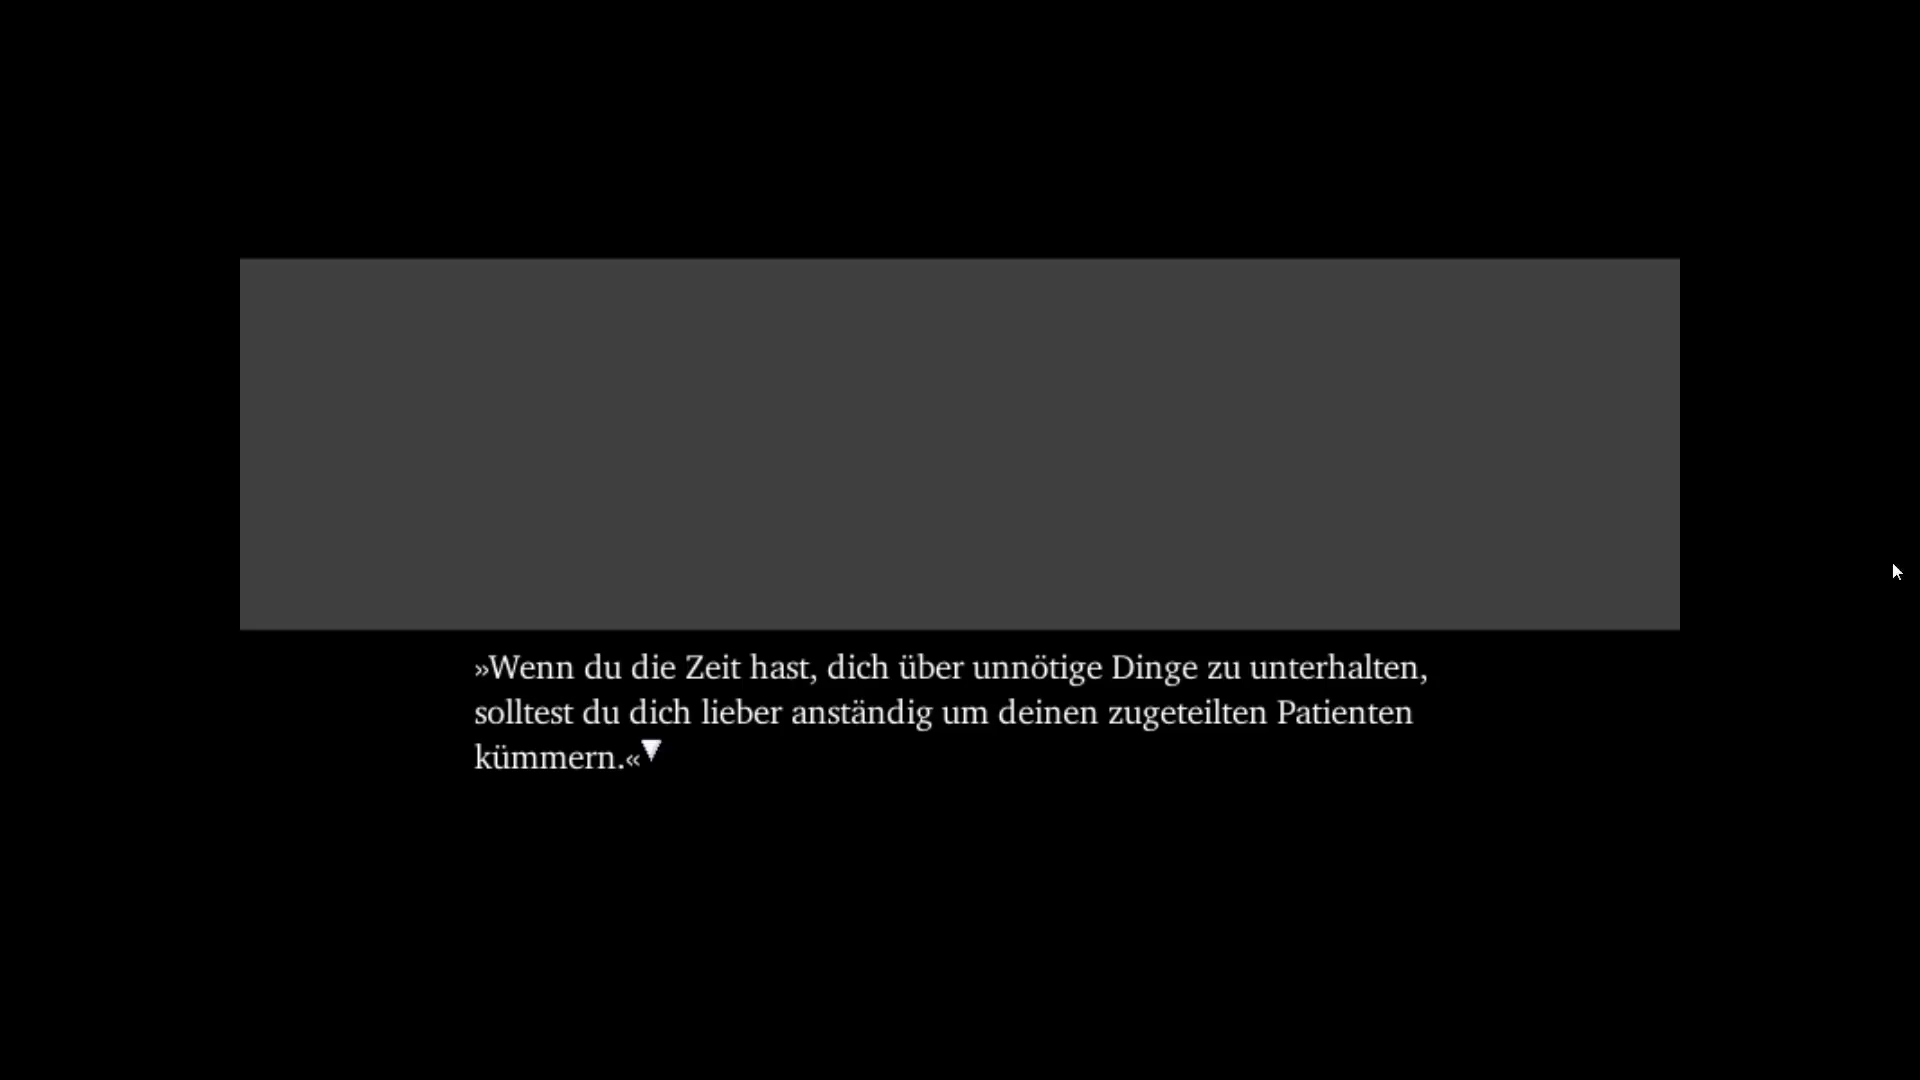 »Wenn du die Zeit hast, dich über unnötige Dinge zu unterhalten,
solltest du dich lieber anständig um deinen zugeteilten Patienten
kümmern.«